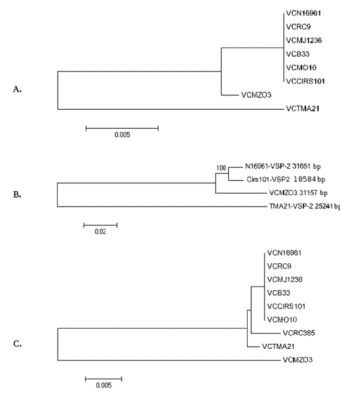 VCN16961
VCRC9
VCMJ1236
VCB33
VCMO10
VCCIRS101
A.
VCMZO3
VCTMA21
0.005
100
N16961-VSP-2 31651 bp
Cirs101-VSP2 18584 bp
B.
VCMZO3 31157 bp
TMA21-VSP-2 25241 bp
0.02
VCN16961
VCRC9
VCMJ1236
VCB33
VCCIRS101
VCMO10
VCRC385
C.
VCTMA21
VCMZO3
0.005